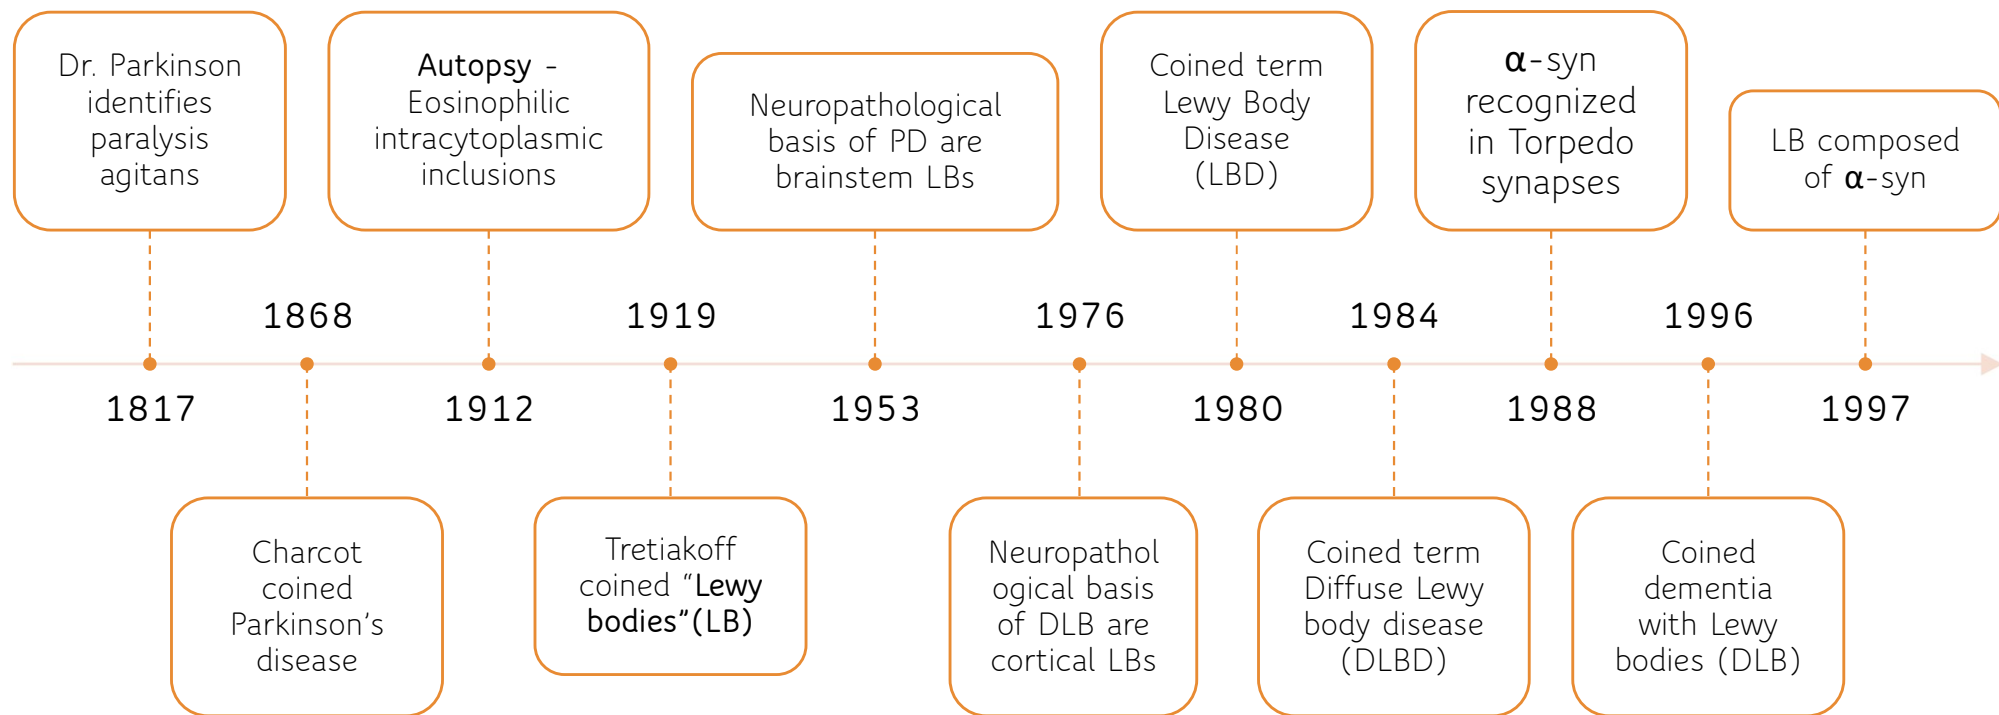 Dr. Parkinson
identifies
paralysis
agitans
Autopsy -
Eosinophilic
intracytoplasmic
inclusions
Neuropathological
basis of PD are
brainstem LBs
Coined term
Lewy Body
Disease
(LBD)
α-syn
recognized
in Torpedo
synapses
LB composed
of α-syn
1868
1919
1976
1984
1996
1817
1912
1953
1980
1988
1997
Charcot
coined
Parkinson's
disease
Tretiakoff
coined "Lewy
bodies"(LB)
Neuropathol
ogical basis
of DLB are
cortical LBs
Coined term
Diffuse Lewy
body disease
(DLBD)
Coined
dementia
with Lewy
bodies (DLB)